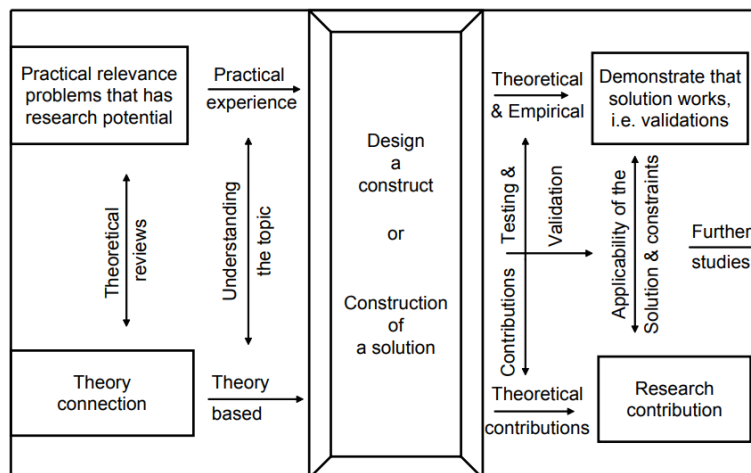 Practical relevance
problems that has
research potential
Practical
experience
Theoretical
reviews
Understanding
the topic
Theory
connection
Theory
based
Design
a
construct
or
Construction
of
a solution
Theoretical
& Empirical
Testing &
Validation
Contributions
Theoretical
contributions
Demonstrate that
solution works,
i.e. validations
Applicability of the
Solution & constraints
Research
contribution
Further
studies